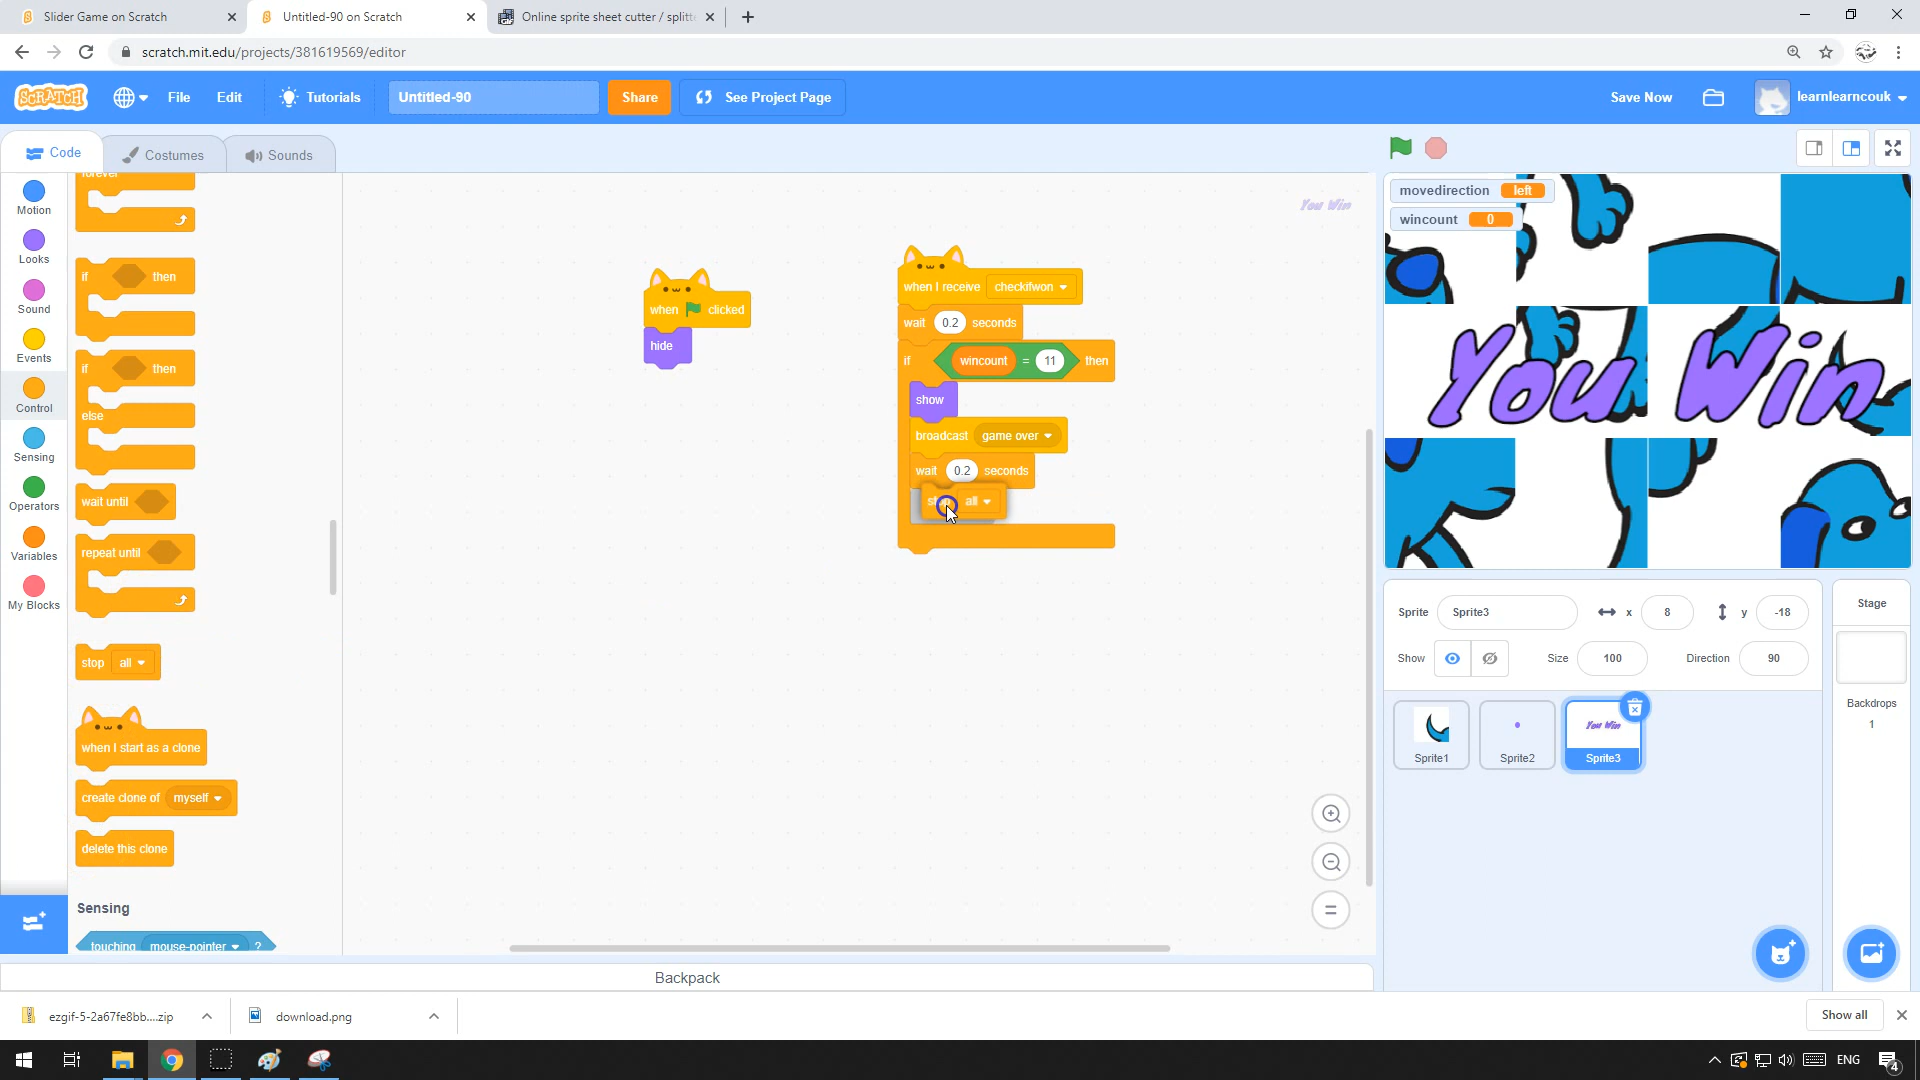 Slider Game on Scratch
Untitled-90 on Scratch
Online sprite sheet cutter / splitt
scratch.mit.edu/projects/381619569/editor
SCRATCH
File
Edit
Tutorials
Untitled-90
Share
See Project Page
Save Now
learnlearncouk
Code
Costumes
Sounds
Motion
Looks
Sound
Events
Control
Sensing
Operators
Variables
My Blocks
forever
if then
if then
else
wait until
repeat until
stop all
when I start as a clone
create clone of myself
delete this clone
Sensing
touching mouse-pointer ?
when clicked
hide
when I receive checkifwon
wait 0.2 seconds
if wincount = 11 then
show
broadcast game over
wait 0.2 seconds
stop all
You Win
Backpack
movedirection left
wincount 0
You Win
Sprite Sprite3 x 8 y -18
Show Size 100 Direction 90
Sprite1
Sprite2
You Win
Sprite3
Stage
Backdrops
1
ezgif-5-2a67fe8bb....zip
download.png
Show all
ENG
4